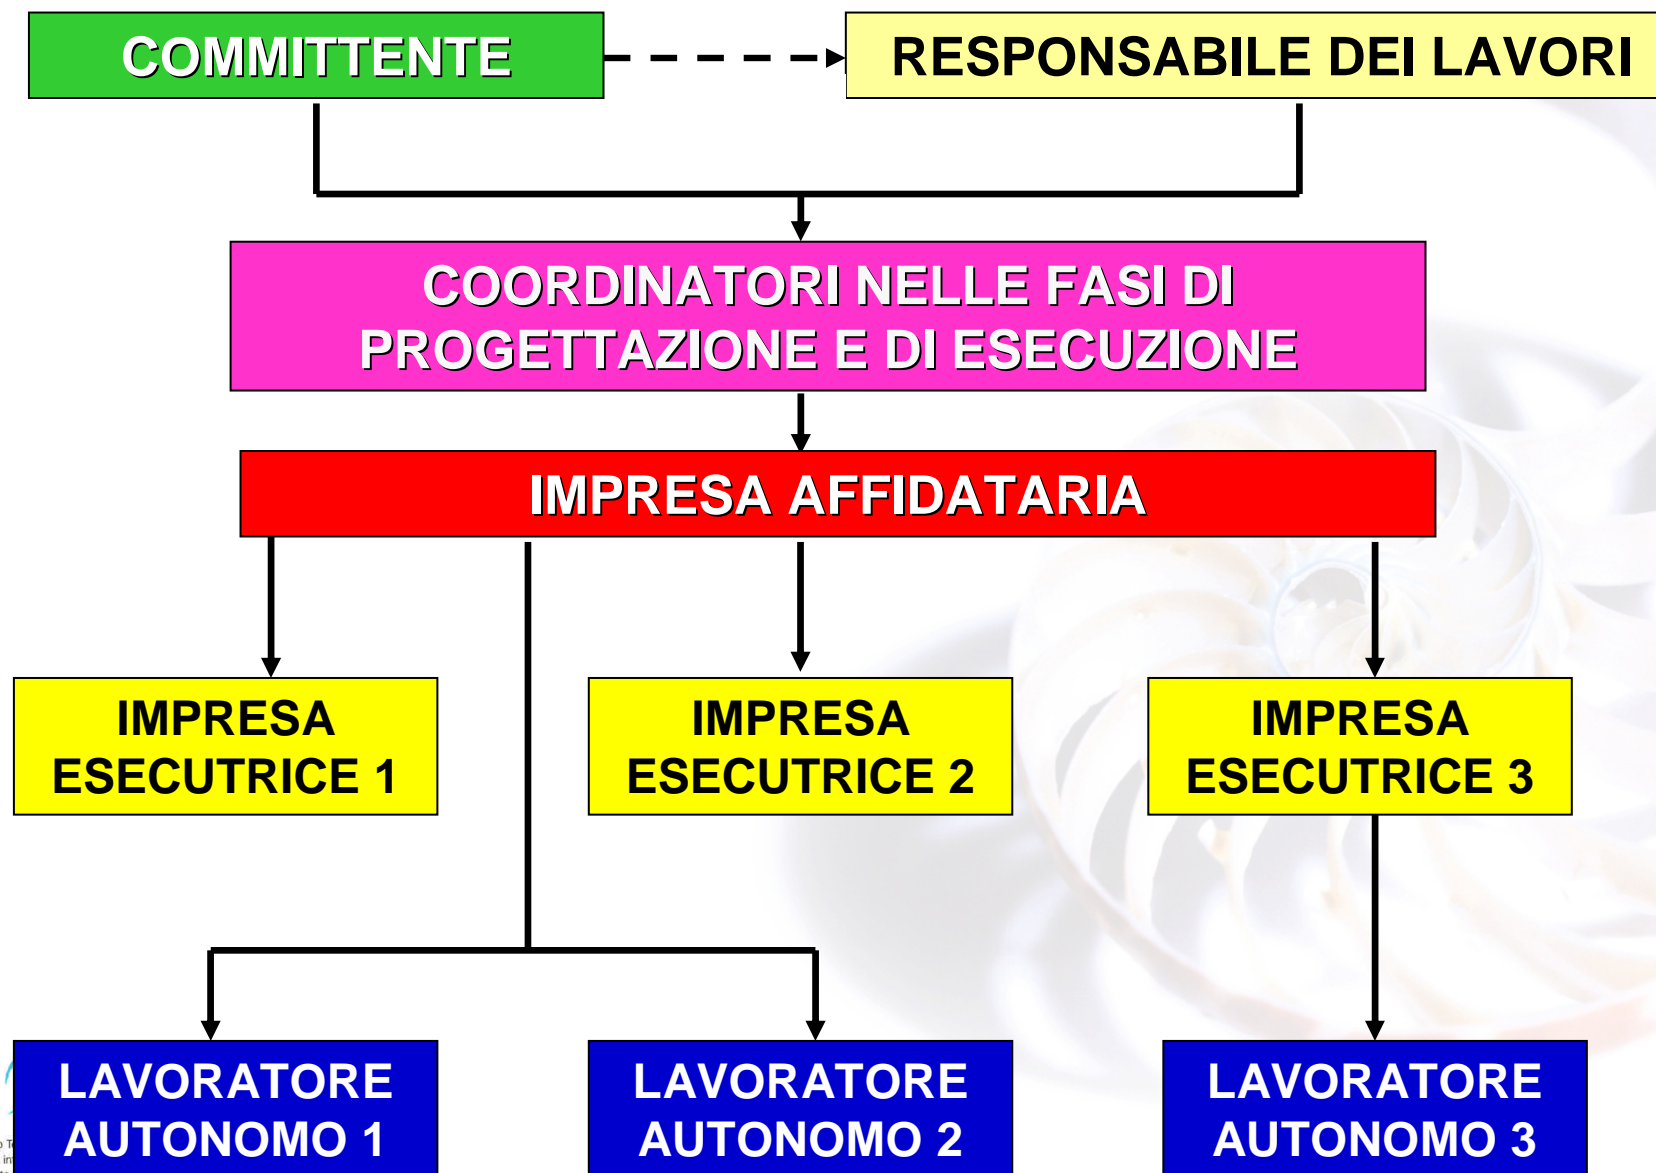 COMMITTENTE
RESPONSABILE DEI LAVORI
COORDINATORI NELLE FASI DI
PROGETTAZIONE E DI ESECUZIONE
IMPRESA AFFIDATARIA
IMPRESA
ESECUTRICE 1
IMPRESA
ESECUTRICE 2
IMPRESA
ESECUTRICE 3
LAVORATORE
AUTONOMO 1
LAVORATORE
AUTONOMO 2
LAVORATORE
AUTONOMO 3